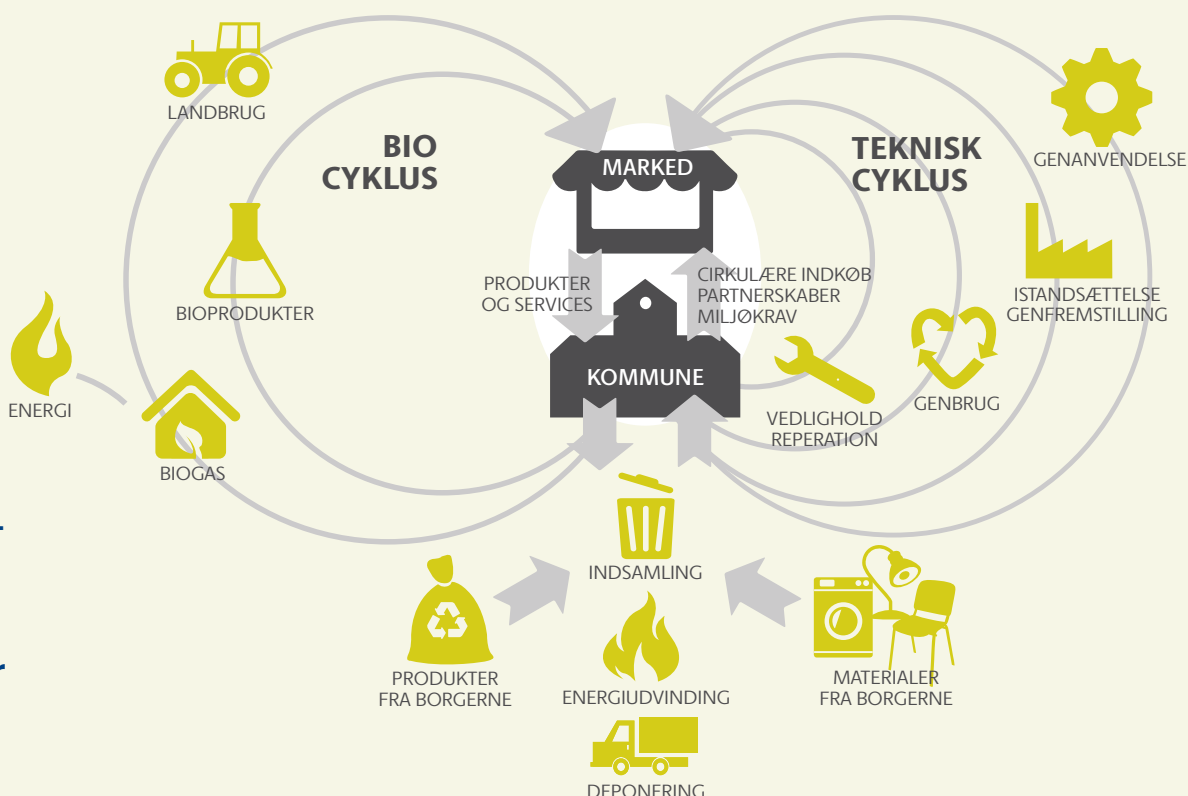 LANDBRUG
BIO
CYKLUS
BIOPRODUKTER
ENERGI
BIOGAS
MARKED
PRODUKTER
OG SERVICES
CIRKULÆRE INDKØB
PARTNERSKABER
MILJØKRAV
KOMMUNE
TEKNISK
CYKLUS
GENANVENDELSE
ISTANDSÆTTELSE
GENFREMSTILLING
GENBRUG
VEDLIGHOLD
REPERATION
INDSAMLING
PRODUKTER
FRA BORGERNE
ENERGIUDVINDING
MATERIALER
FRA BORGERNE
DEPONERING